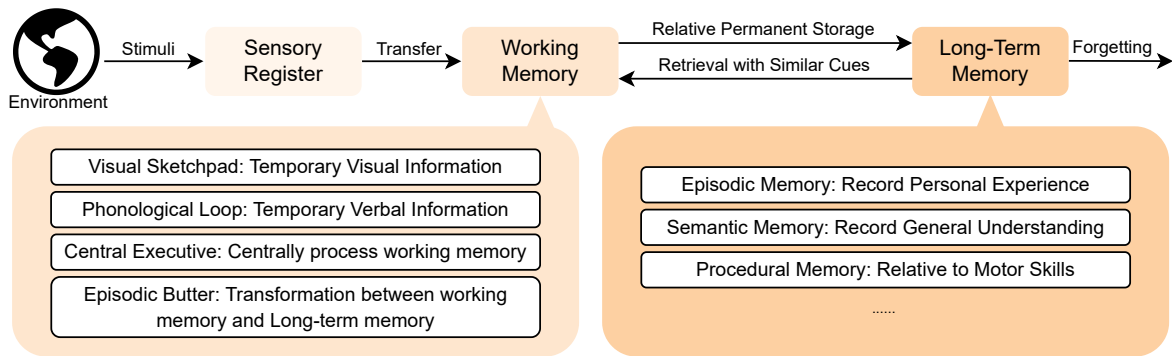 Environment
Stimuli
Sensory
Register
Transfer
Working
Memory
Relative Permanent Storage
Retrieval with Similar Cues
Long-Term
Memory
Forgetting
Visual Sketchpad: Temporary Visual Information
Phonological Loop: Temporary Verbal Information
Central Executive: Centrally process working memory
Episodic Butter: Transformation between working
memory and Long-term memory
Episodic Memory: Record Personal Experience
Semantic Memory: Record General Understanding
Procedural Memory: Relative to Motor Skills
......